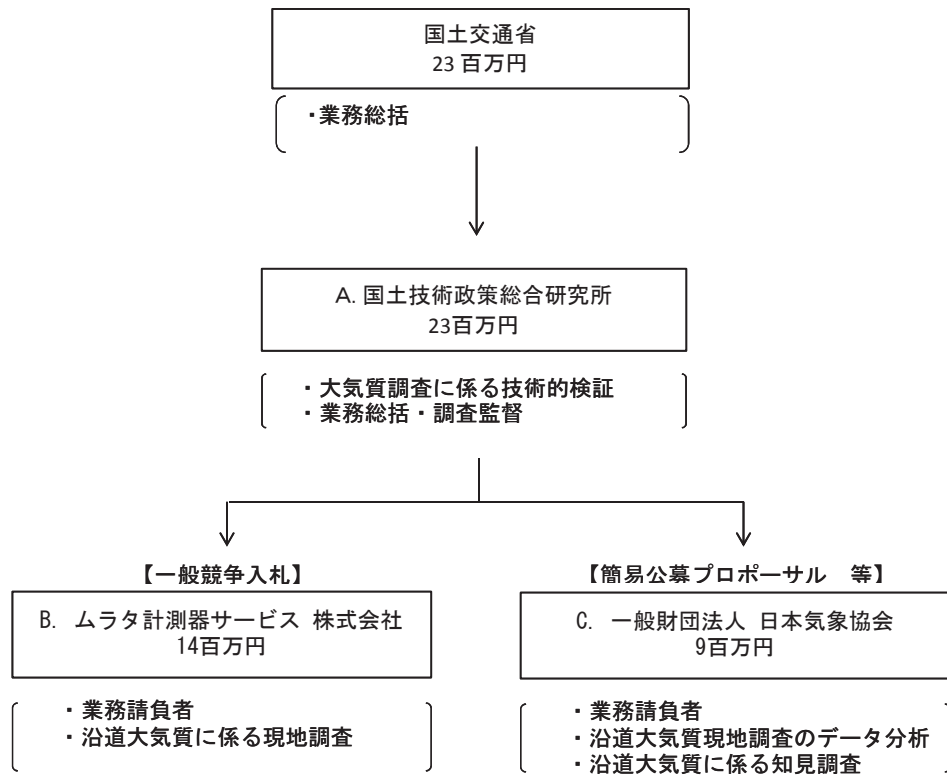 国土交通省
23 百万円
・業務総括
A. 国土技術政策総合研究所
23百万円
・大気質調査に係る技術的検証
・業務総括・調査監督
【一般競争入札】
B. ムラタ計測器サービス 株式会社
14百万円
・業務請負者
・沿道大気質に係る現地調査
【簡易公募プロポーサル 等】
C. 一般財団法人 日本気象協会
9百万円
・業務請負者
・沿道大気質現地調査のデータ分析
・沿道大気質に係る知見調査